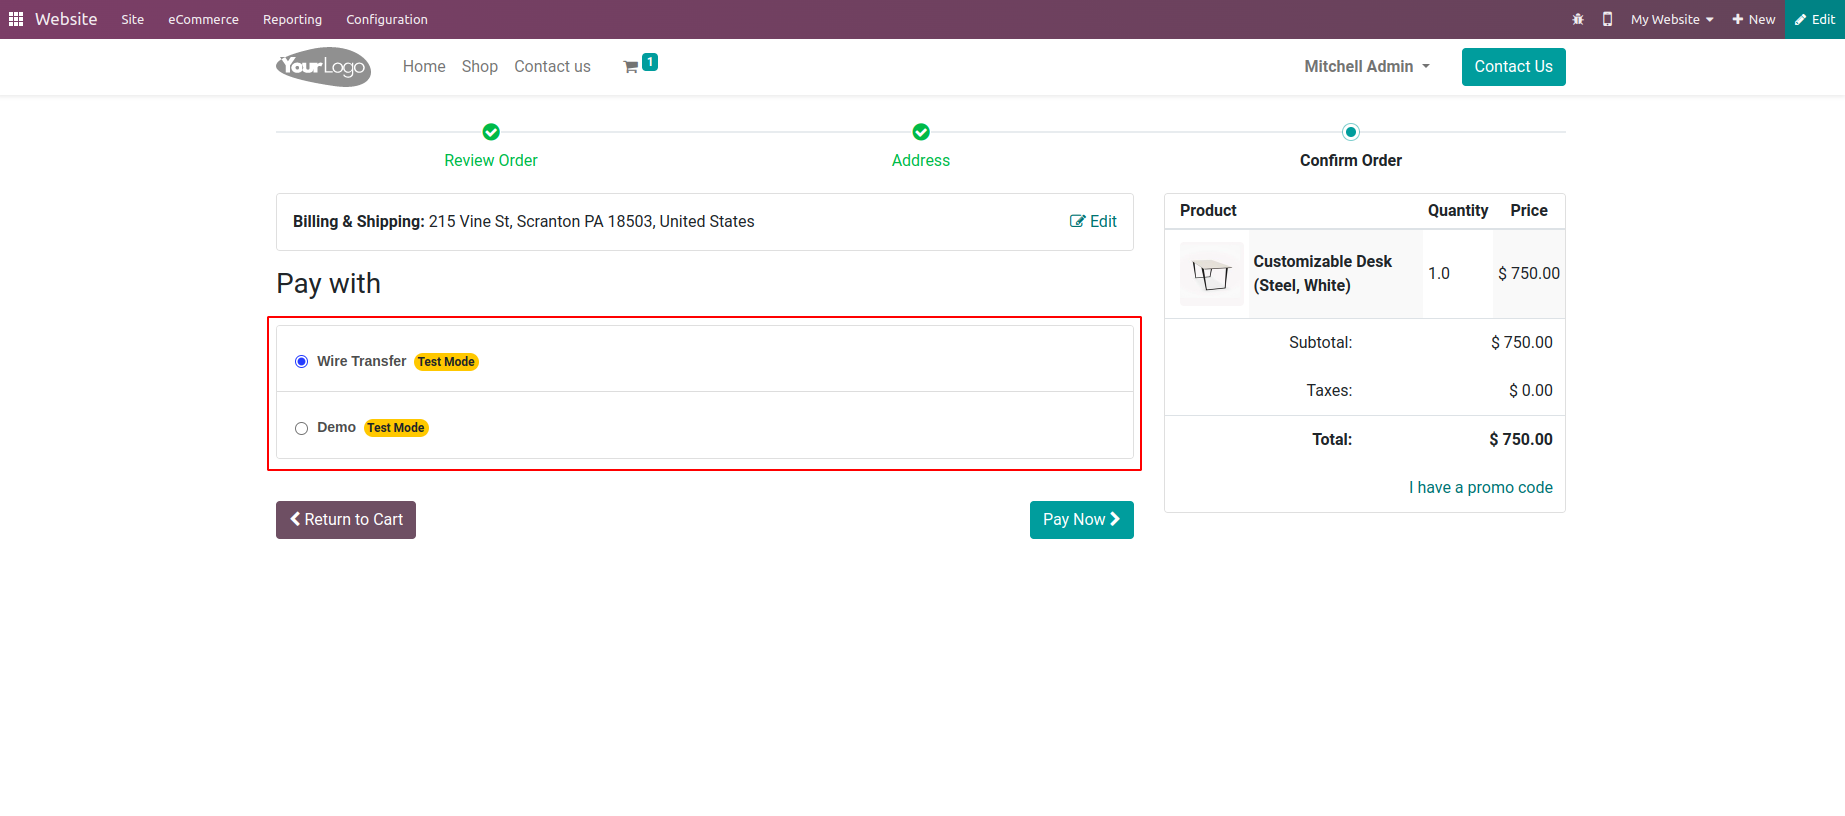 Website Site eCommerce Reporting Configuration My Website New Edit
YourLogo Home Shop Contact us 1 Mitchell Admin Contact Us
Review Order Address Confirm Order
Billing & Shipping: 215 Vine St, Scranton PA 18503, United States Edit
Pay with
Wire Transfer Test Mode
Demo Test Mode
Return to Cart Pay Now
Product Quantity Price
Customizable Desk
(Steel, White) 1.0 $ 750.00
Subtotal: $ 750.00
Taxes: $ 0.00
Total: $ 750.00
I have a promo code